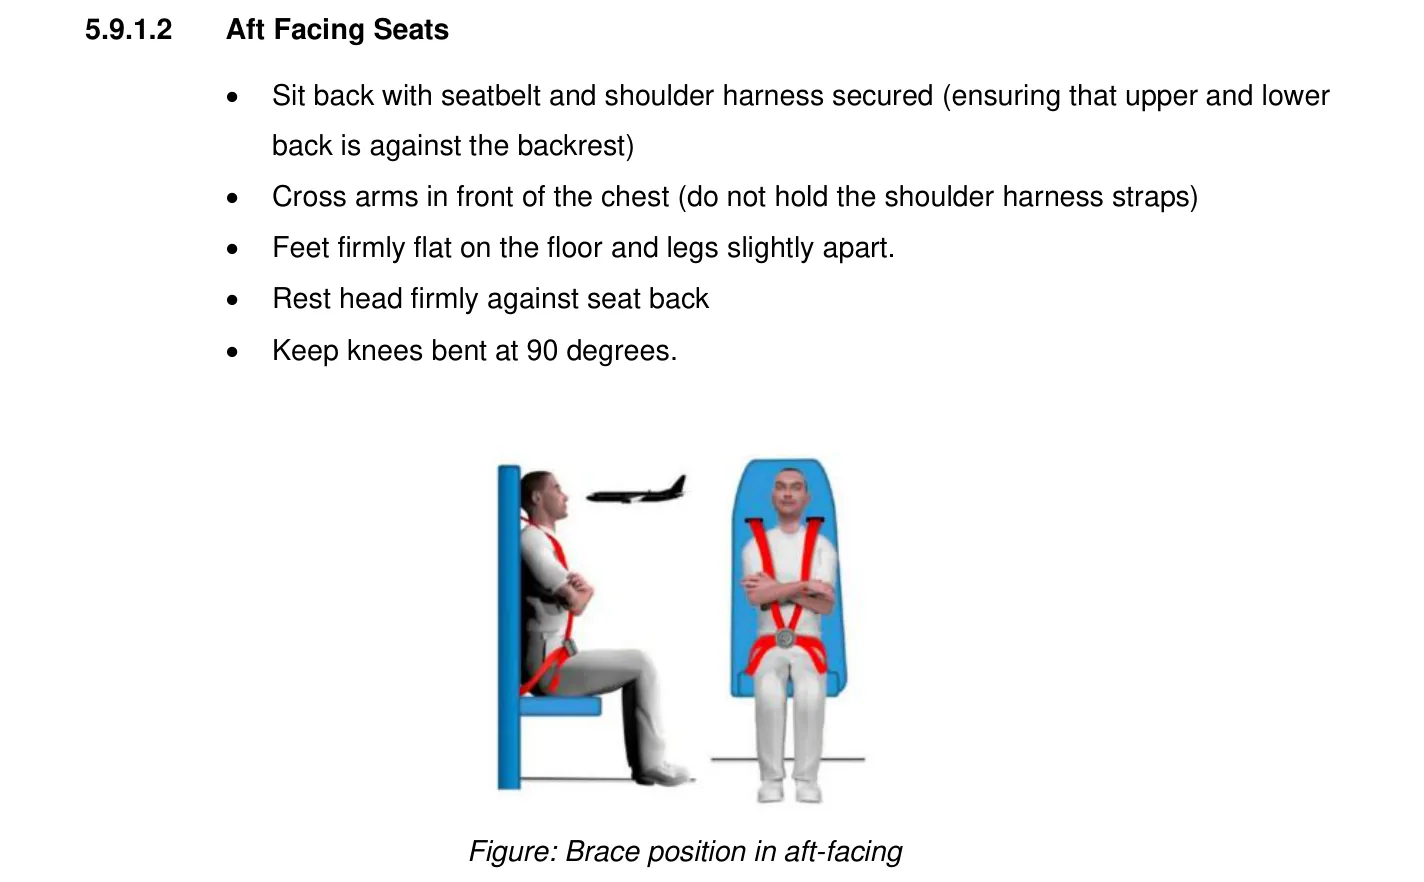 5.9.1.2 Aft Facing Seats
• Sit back with seatbelt and shoulder harness secured (ensuring that upper and lower
back is against the backrest)
• Cross arms in front of the chest (do not hold the shoulder harness straps)
• Feet firmly flat on the floor and legs slightly apart.
• Rest head firmly against seat back
• Keep knees bent at 90 degrees.
Figure: Brace position in aft-facing